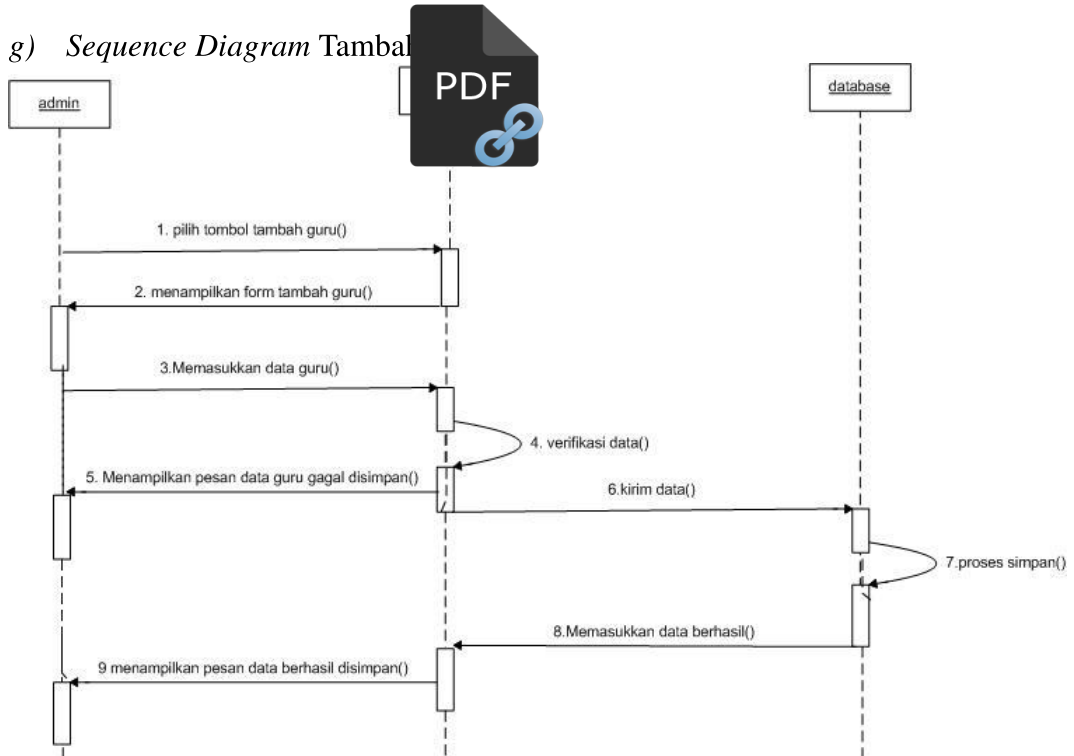 g) Sequence Diagram Tambah
PDF
admin
database
1. pilih tombol tambah guru()
2. menampilkan form tambah guru()
3.Memasukkan data guru()
4. verifikasi data()
5. Menampilkan pesan data guru gagal disimpan()
6.kirim data()
7.proses simpan()
8.Memasukkan data berhasil()
9 menampilkan pesan data berhasil disimpan()